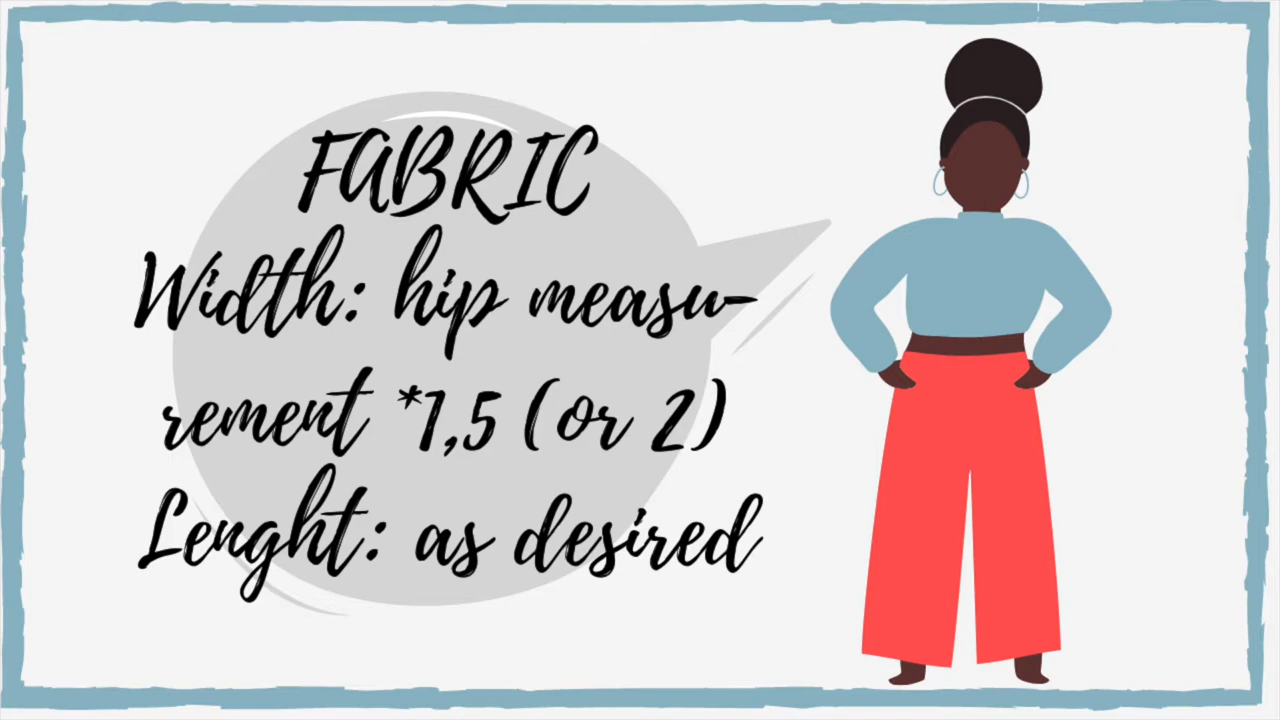 FABRIC
Width: hip measu-
rement *1,5 (or 2)
Lenght: as desired